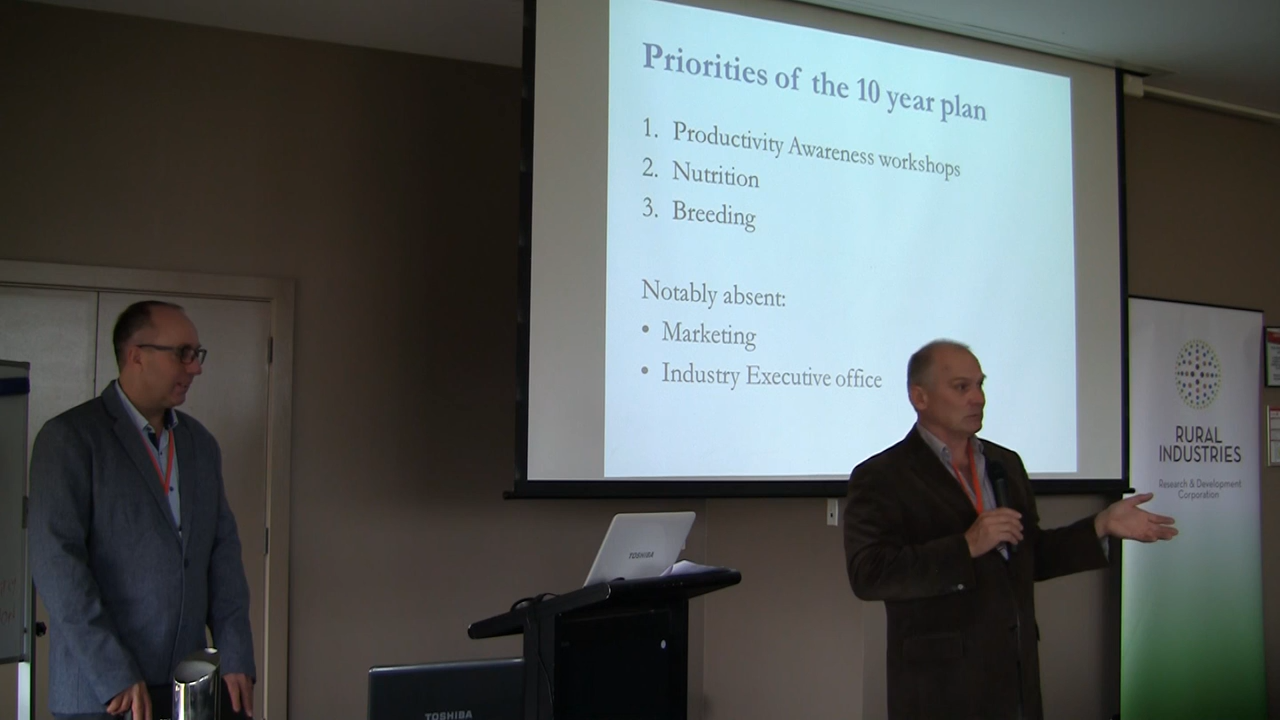 Priorities of the 10 year plan
1. Productivity Awareness workshops
2. Nutrition
3. Breeding
Notably absent:
• Marketing
• Industry Executive office
RURAL
INDUSTRIES
Research & Development
Corporation
TOSHIBA
TOSHIBA